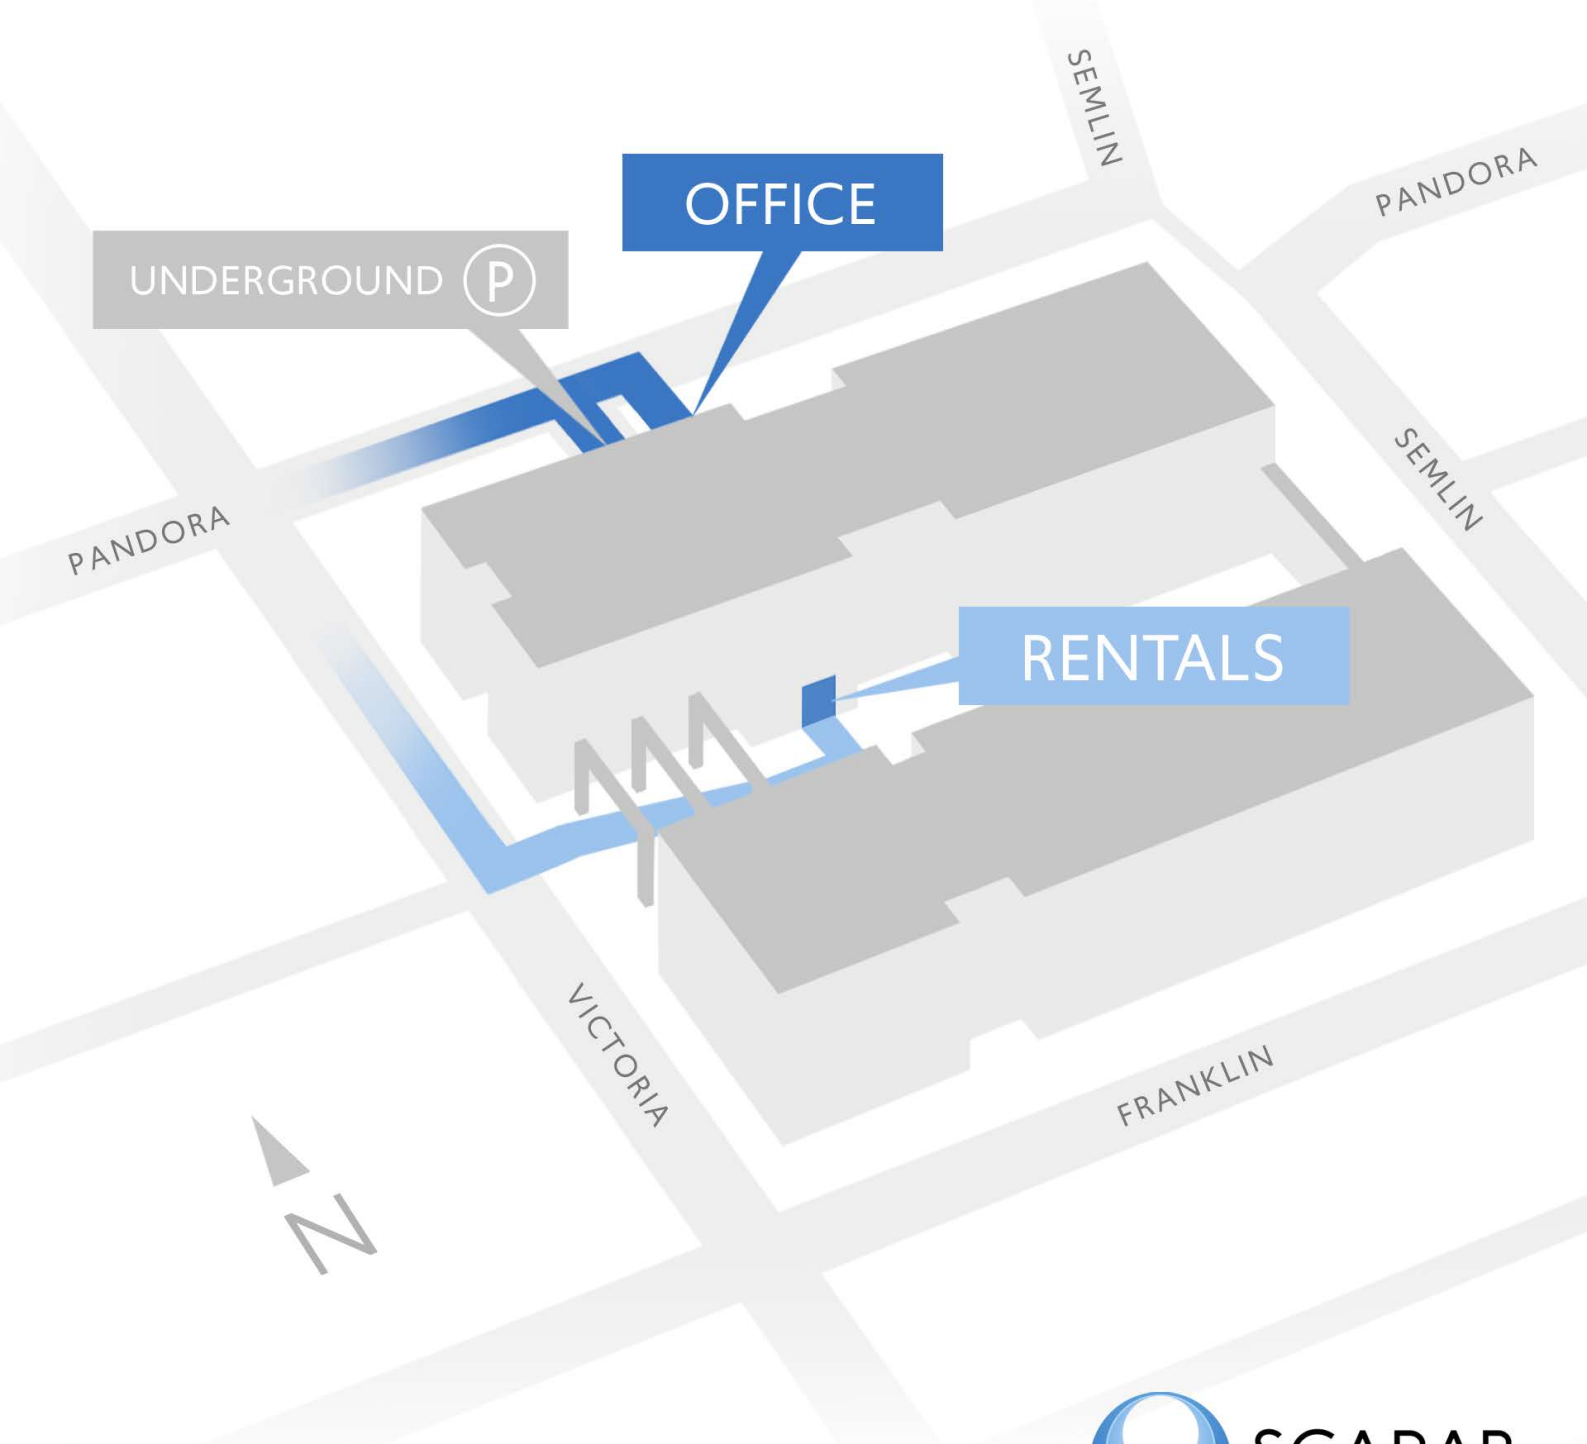 SEMLIN
PANDORA
OFFICE
UNDERGROUND P
SEMLIN
PANDORA
RENTALS
VICTORIA
FRANKLIN
N